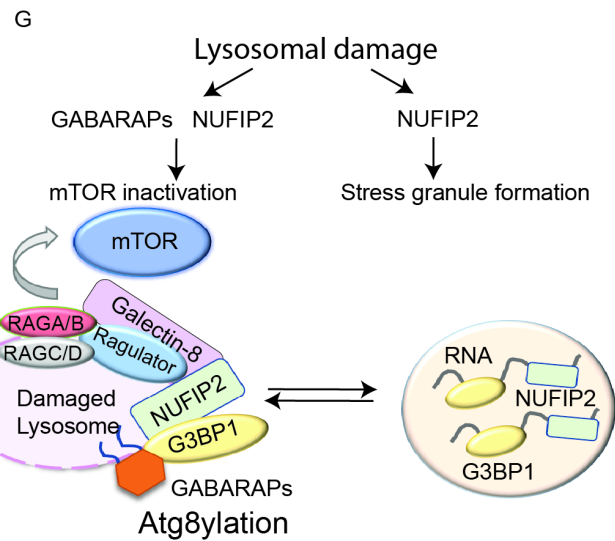 G
Lysosomal damage
GABARAPs NUFIP2
NUFIP2
mTOR inactivation
Stress granule formation
mTOR
Galectin-8
RAGA/B
Ragulator
RAGC/D
Damaged
Lysosome
NUFIP2
G3BP1
GABARAPs
Atg8ylation
RNA
NUFIP2
G3BP1